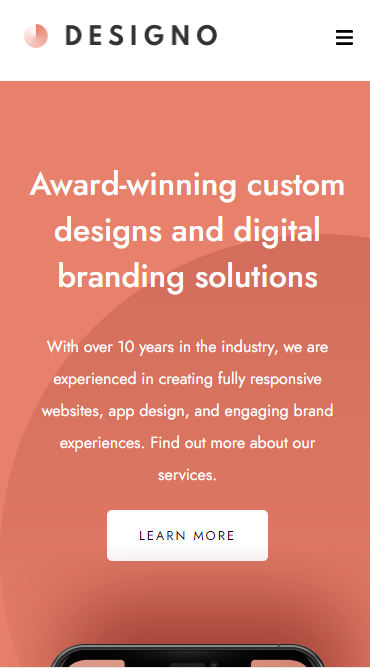 DESIGNO
Award-winning custom
designs and digital
branding solutions
With over 10 years in the industry, we are
experienced in creating fully responsive
websites, app design, and engaging brand
experiences. Find out more about our
services.
LEARN MORE